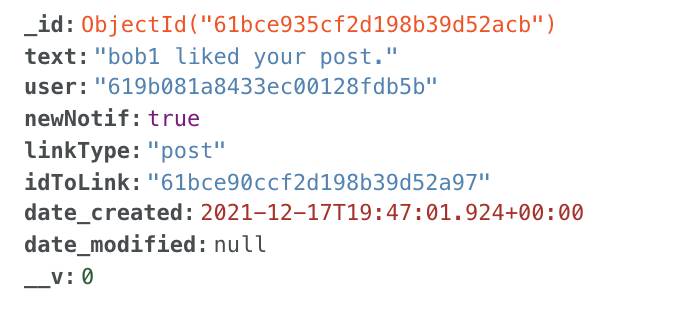 _id: ObjectId("61bce935cf2d198b39d52acb")
text: "bob1 liked your post."
user: "619b081a8433ec00128fdb5b"
newNotif: true
linkType: "post"
idToLink: "61bce90ccf2d198b39d52a97"
date_created: 2021-12-17T19:47:01.924+00:00
date_modified: null
__v: 0